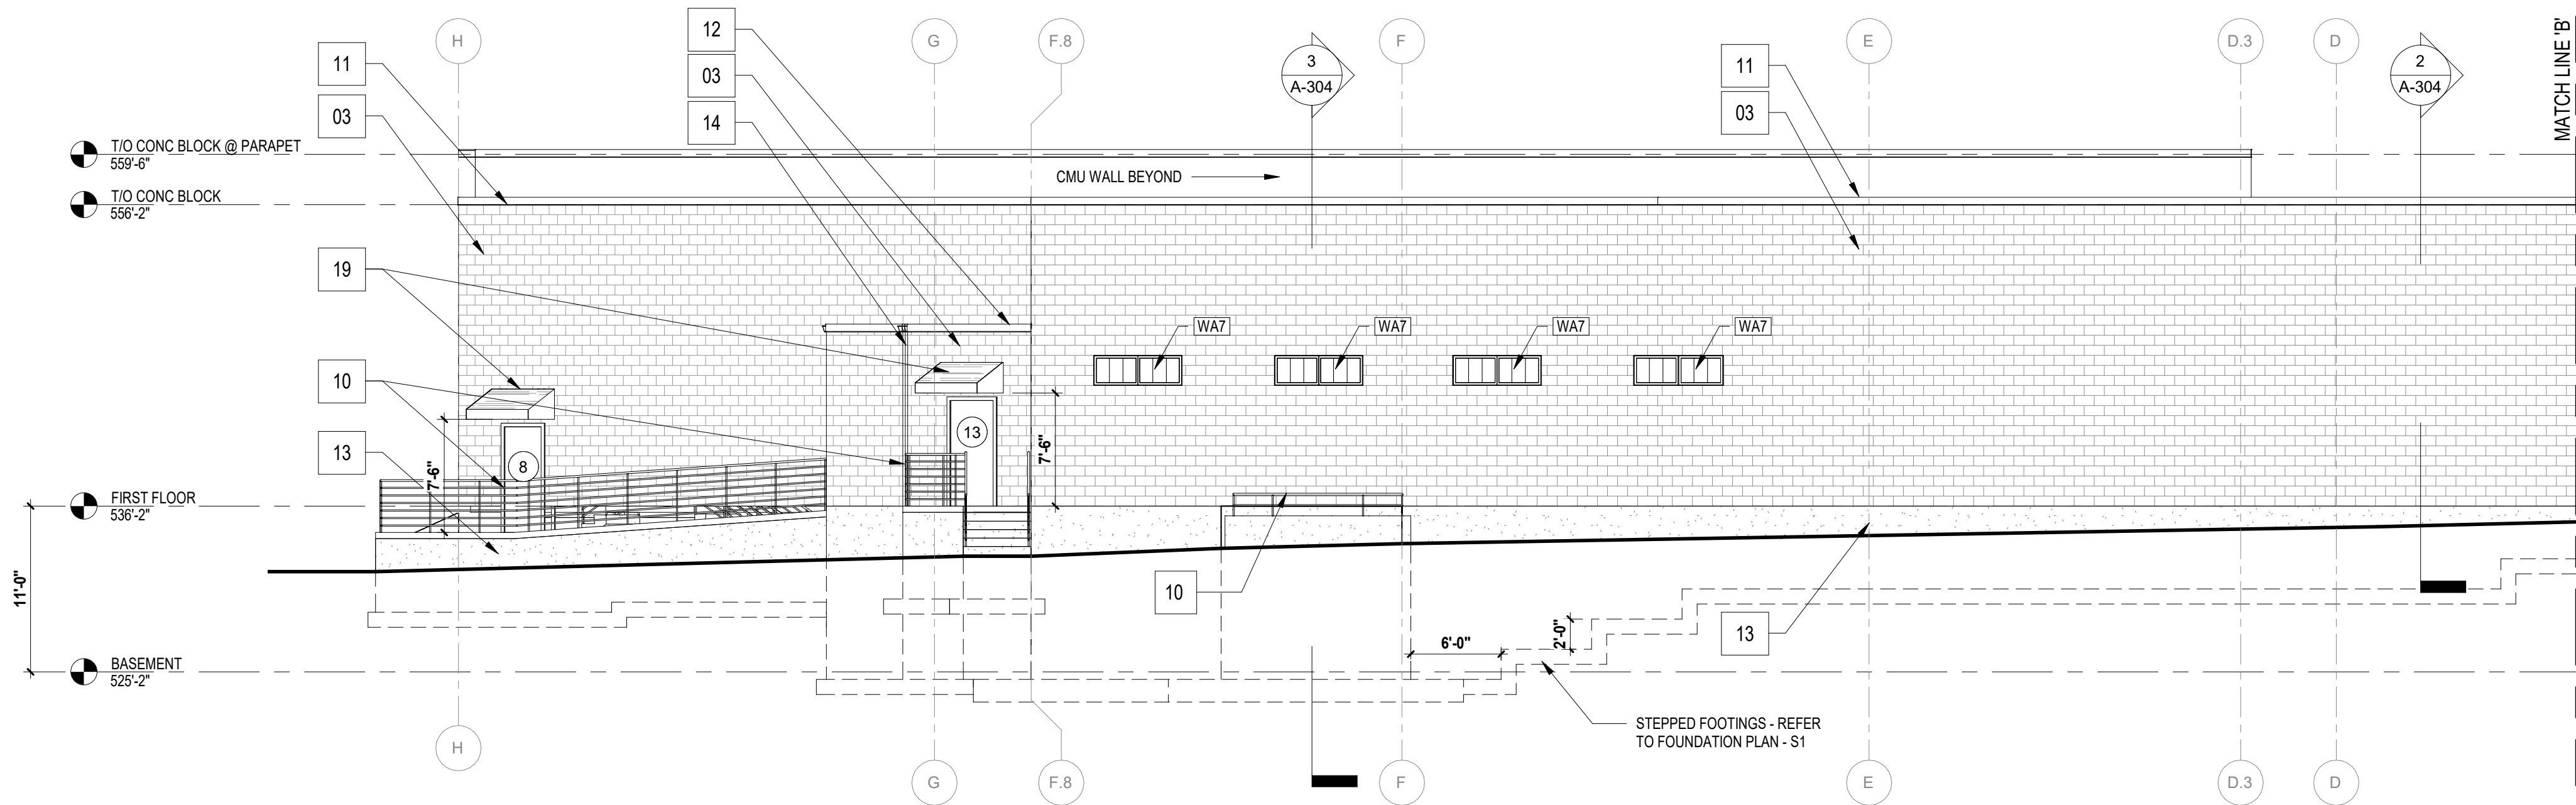 H
G
F.8
F
E
D.3
D
MATCH LINE 'B'
12
03
14
11
03
3
A-304
11
03
2
A-304
T/O CONC BLOCK @ PARAPET
559'-6"
T/O CONC BLOCK
556'-2"
CMU WALL BEYOND
19
WA7
WA7
WA7
WA7
10
13
7'-6"
8
13
7'-6"
FIRST FLOOR
536'-2"
11'-0"
10
6'-0"
2'-0"
13
BASEMENT
525'-2"
STEPPED FOOTINGS - REFER
TO FOUNDATION PLAN - S1
H
G
F.8
F
E
D.3
D